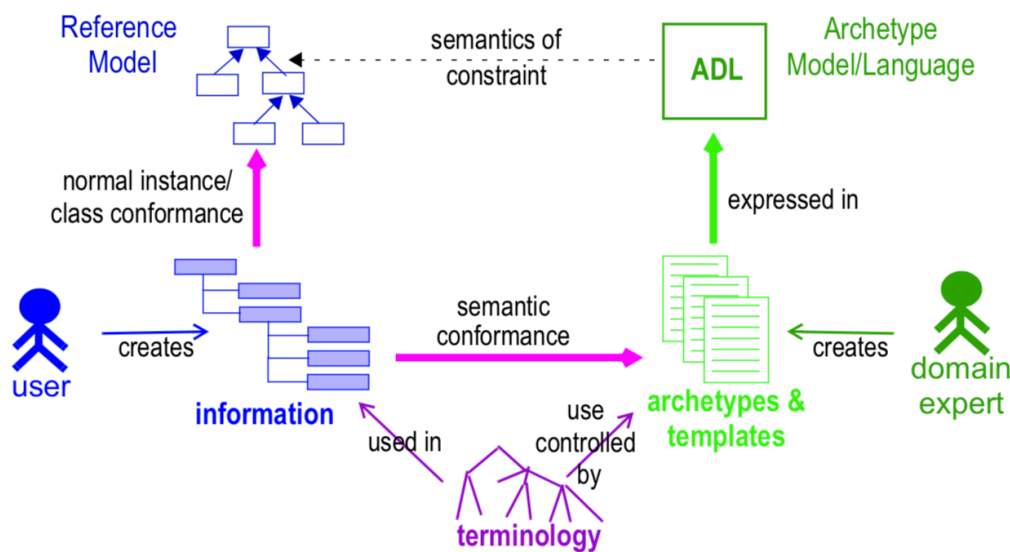 Reference
Model
semantics of
constraint
ADL
Archetype
Model/Language
normal instance/
class conformance
expressed in
user
creates
information
semantic
conformance
archetypes &
templates
creates
domain
expert
used in
use
controlled
by
terminology